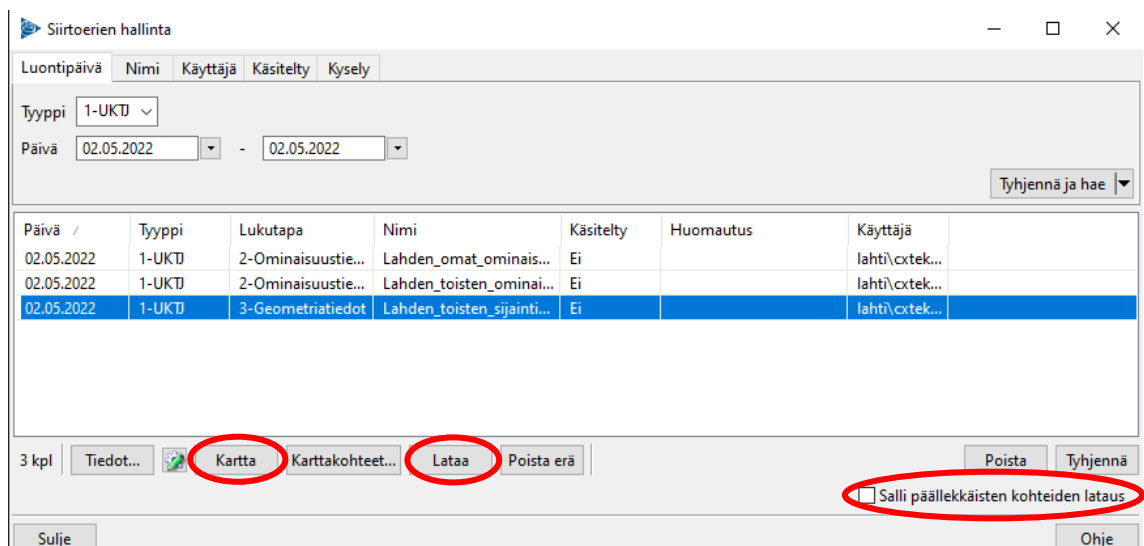 Siirtoerien hallinta
Luontipäivä Nimi Käyttäjä Käsitelty Kysely
Tyyppi 1-UKTJ
Päivä 02.05.2022 - 02.05.2022
Tyhjennä ja hae
Päivä Tyyppi Lukutapa Nimi Käsitelty Huomautus Käyttäjä
02.05.2022 1-UKTJ 2-Ominaisuustie... Lahden_omat_ominais... Ei lahti\cxtek...
02.05.2022 1-UKTJ 2-Ominaisuustie... Lahden_toisten_ominai... Ei lahti\cxtek...
02.05.2022 1-UKTJ 3-Geometriatiedot Lahden_toisten_sijainti... Ei lahti\cxtek...
3 kpl Tiedot... Kartta Karttakohteet... Lataa Poista erä Poista Tyhjennä
Salli päällekkäisten kohteiden lataus
Sulje Ohje